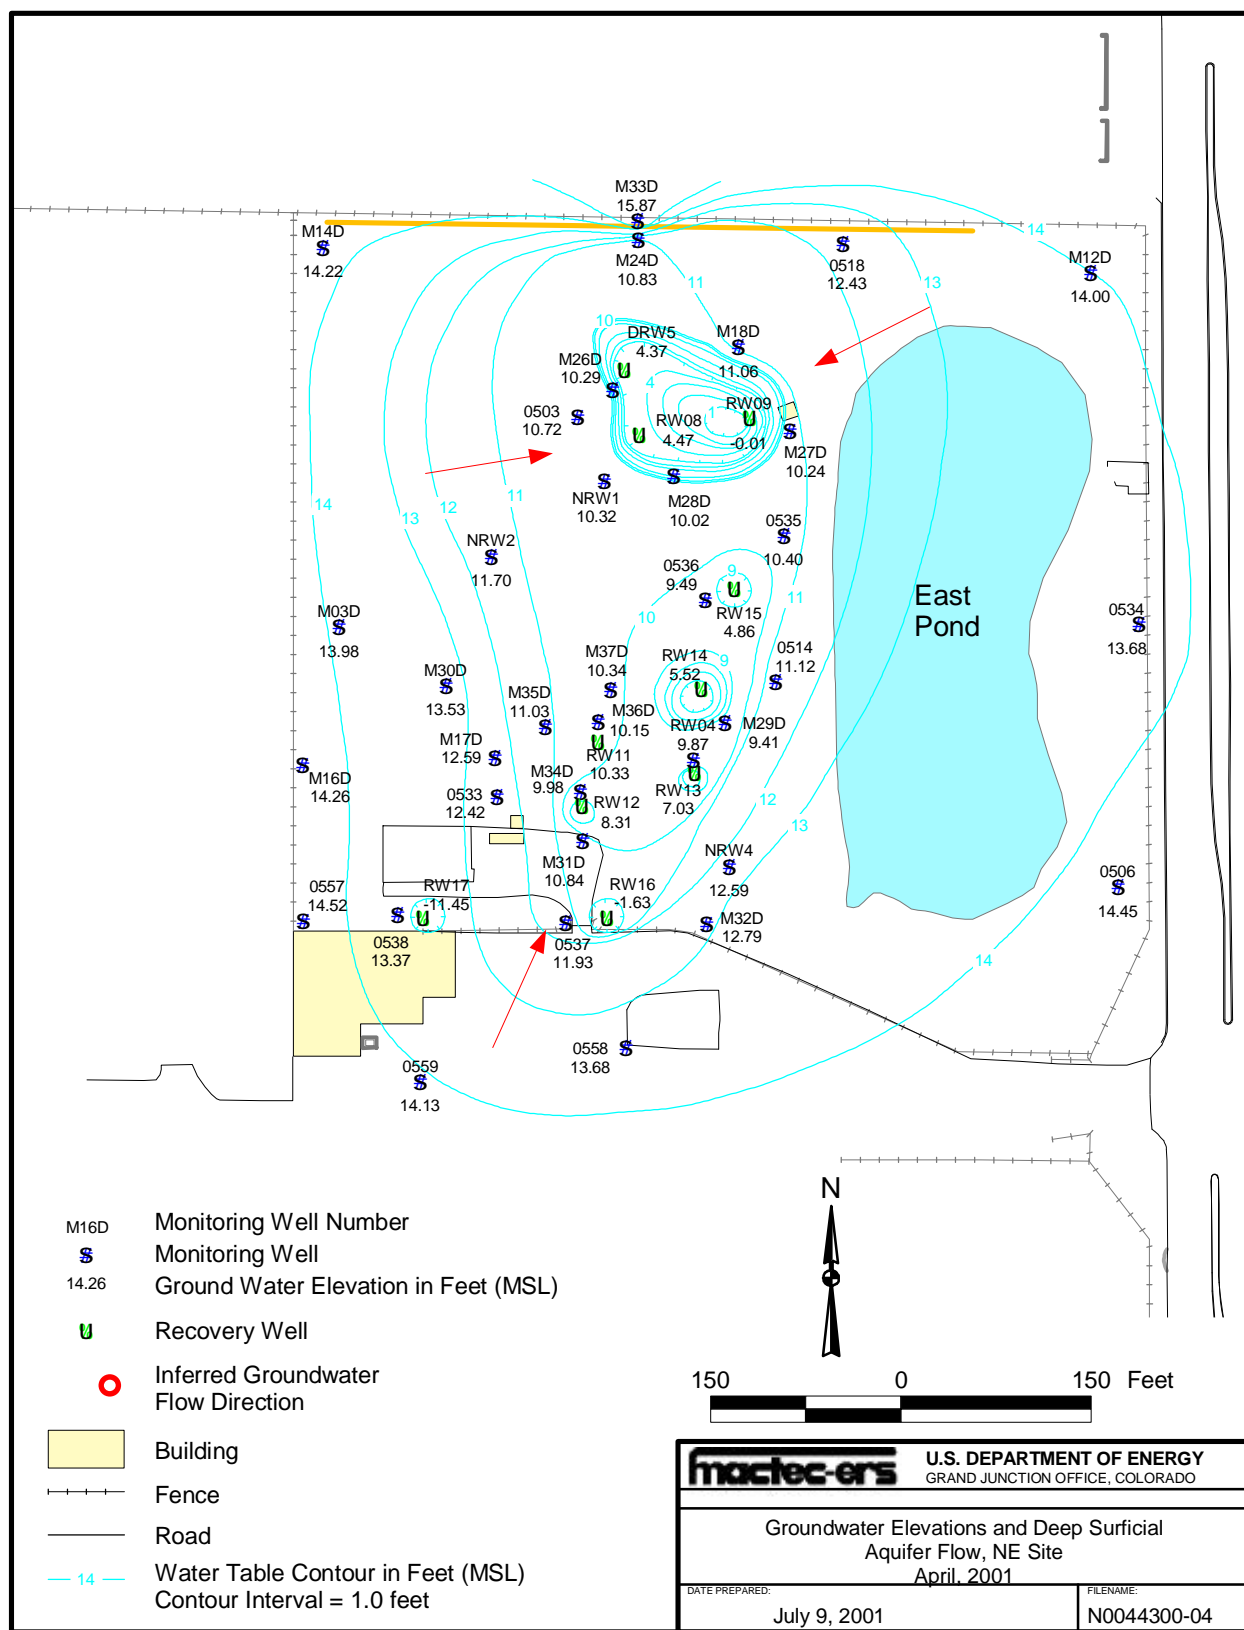 M33D
15.87
M14D
14.22
M24D
10.83
0518
12.43
14
M12D
14.00
11
13
10
DRW5
4.37
M18D
11.06
M26D
10.29
4
1
RW09
-0.01
0503
10.72
RW08
4.47
M27D
10.24
NRW1
10.32
M28D
10.02
11
12
13
14
0535
10.40
NRW2
11.70
0536
9.49
9
RW15
4.86
11
East
Pond
M03D
13.98
10
0534
13.68
M37D
10.34
RW14
5.52
9
0514
11.12
M30D
13.53
M35D
11.03
M36D
10.15
RW04
9.87
M29D
9.41
M17D
12.59
RW11
10.33
M16D
14.26
M34D
9.98
RW12
8.31
RW13
7.03
12
0533
12.42
13
M31D
10.84
NRW4
12.59
0557
14.52
RW17
-11.45
RW16
-1.63
0506
14.45
M32D
12.79
0538
13.37
0537
11.93
14
0558
13.68
0559
14.13
N
M16D
Monitoring Well Number
Monitoring Well
14.26
Ground Water Elevation in Feet (MSL)
Recovery Well
Inferred Groundwater
Flow Direction
Building
Fence
Road
14
Water Table Contour in Feet (MSL)
Contour Interval = 1.0 feet
150 0 150 Feet
mactec-ers
U.S. DEPARTMENT OF ENERGY
GRAND JUNCTION OFFICE, COLORADO
Groundwater Elevations and Deep Surficial
Aquifer Flow, NE Site
April, 2001
DATE PREPARED:
July 9, 2001
FILENAME:
N0044300-04